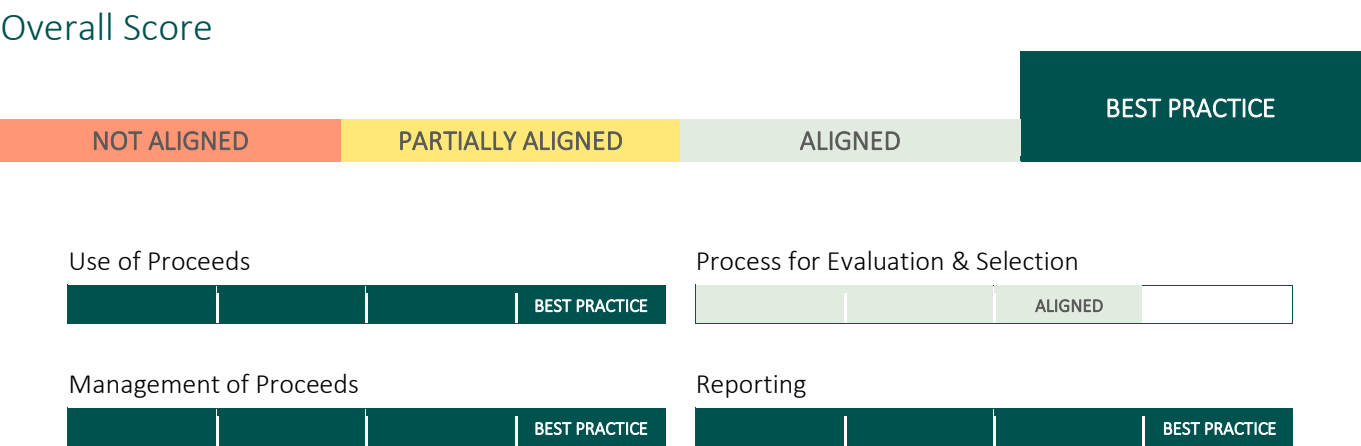 Overall Score
BEST PRACTICE
NOT ALIGNED PARTIALLY ALIGNED ALIGNED
Use of Proceeds Process for Evaluation & Selection
BEST PRACTICE ALIGNED
Management of Proceeds Reporting
BEST PRACTICE BEST PRACTICE